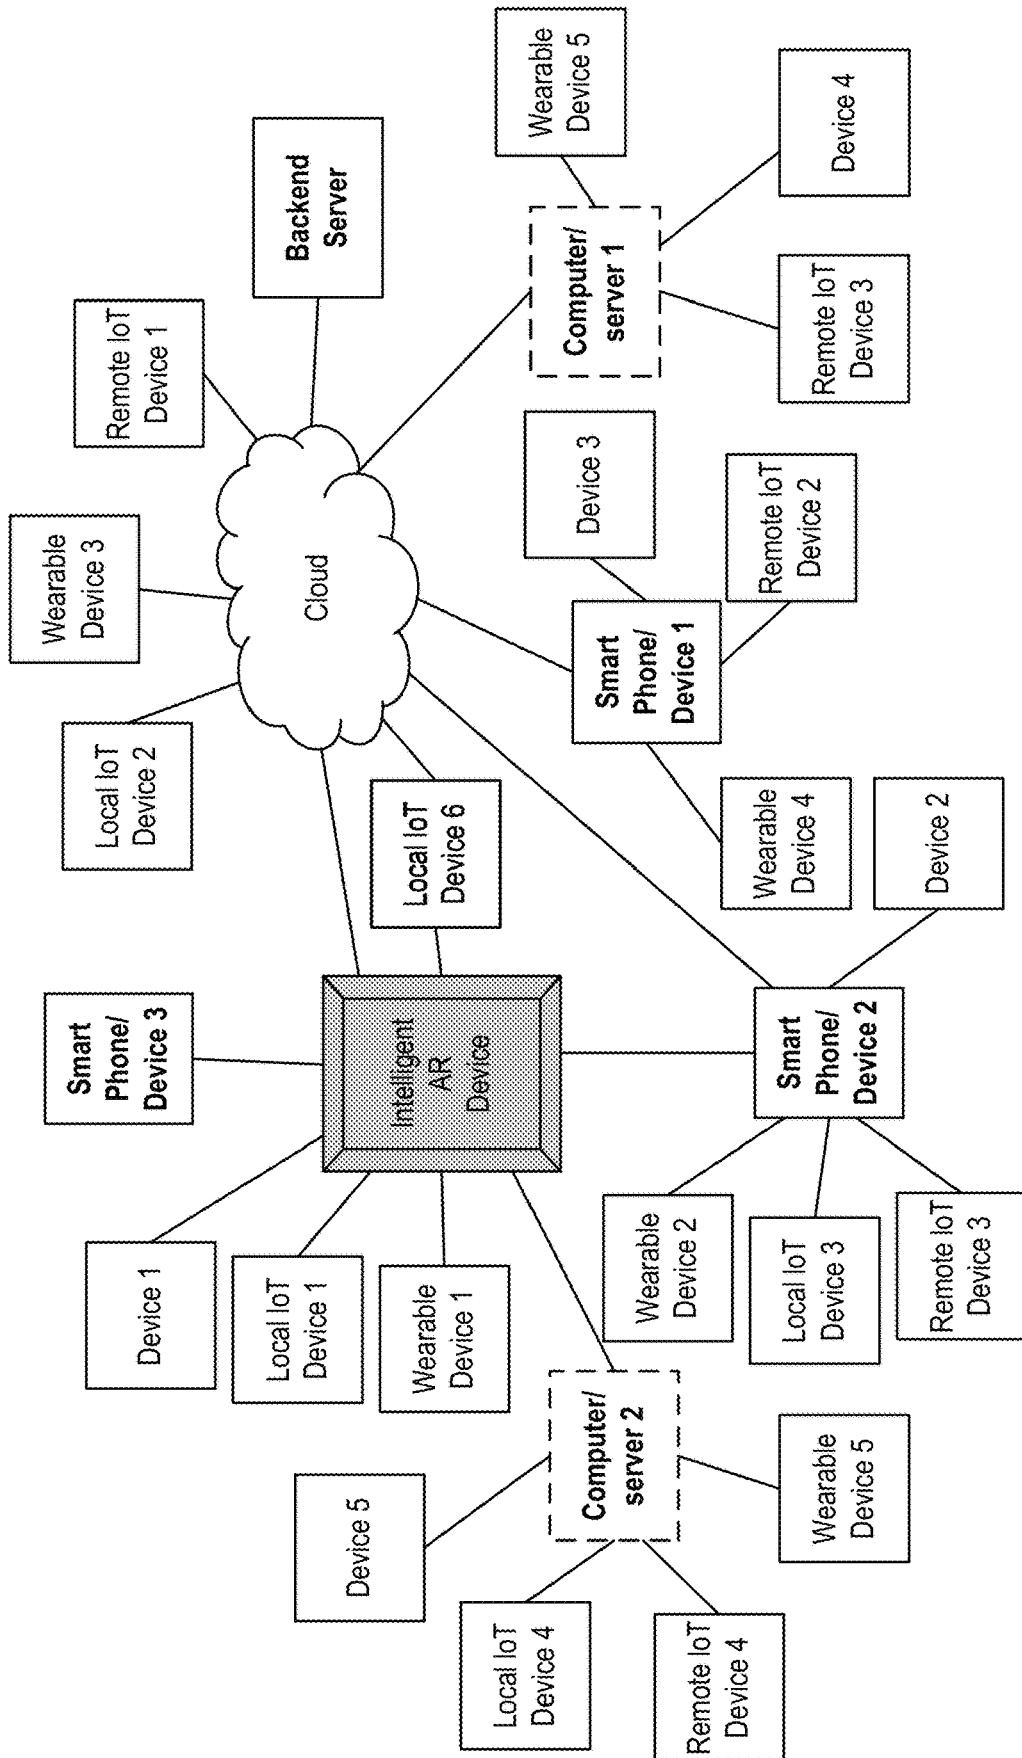 Device 5
Local IoT
Device 4
Remote IoT
Device 4
Computer/
server 2
Wearable
Device 5
Device 1
Local IoT
Device 1
Wearable
Device 1
Wearable
Device 2
Local IoT
Device 3
Remote IoT
Device 3
Smart
Phone/
Device 3
Intelligent
AR
Device
Smart
Phone/
Device 2
Local IoT
Device 2
Local IoT
Device 6
Wearable
Device 4
Device 2
Wearable
Device 3
Cloud
Smart
Phone/
Device 1
Device 3
Remote IoT
Device 2
Remote IoT
Device 1
Backend
Server
Computer/
server 1
Remote IoT
Device 3
Wearable
Device 5
Device 4